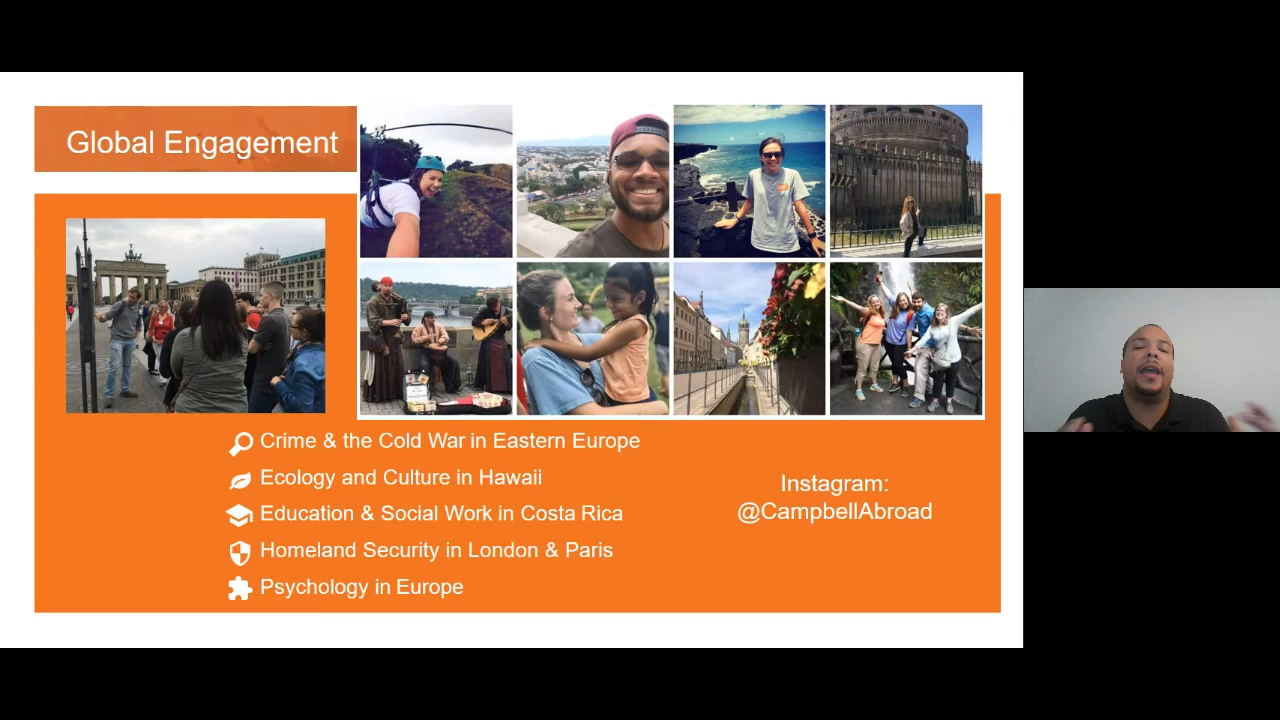 Global Engagement
Crime & the Cold War in Eastern Europe
Ecology and Culture in Hawaii
Education & Social Work in Costa Rica
Homeland Security in London & Paris
Psychology in Europe
Instagram:
@CampbellAbroad